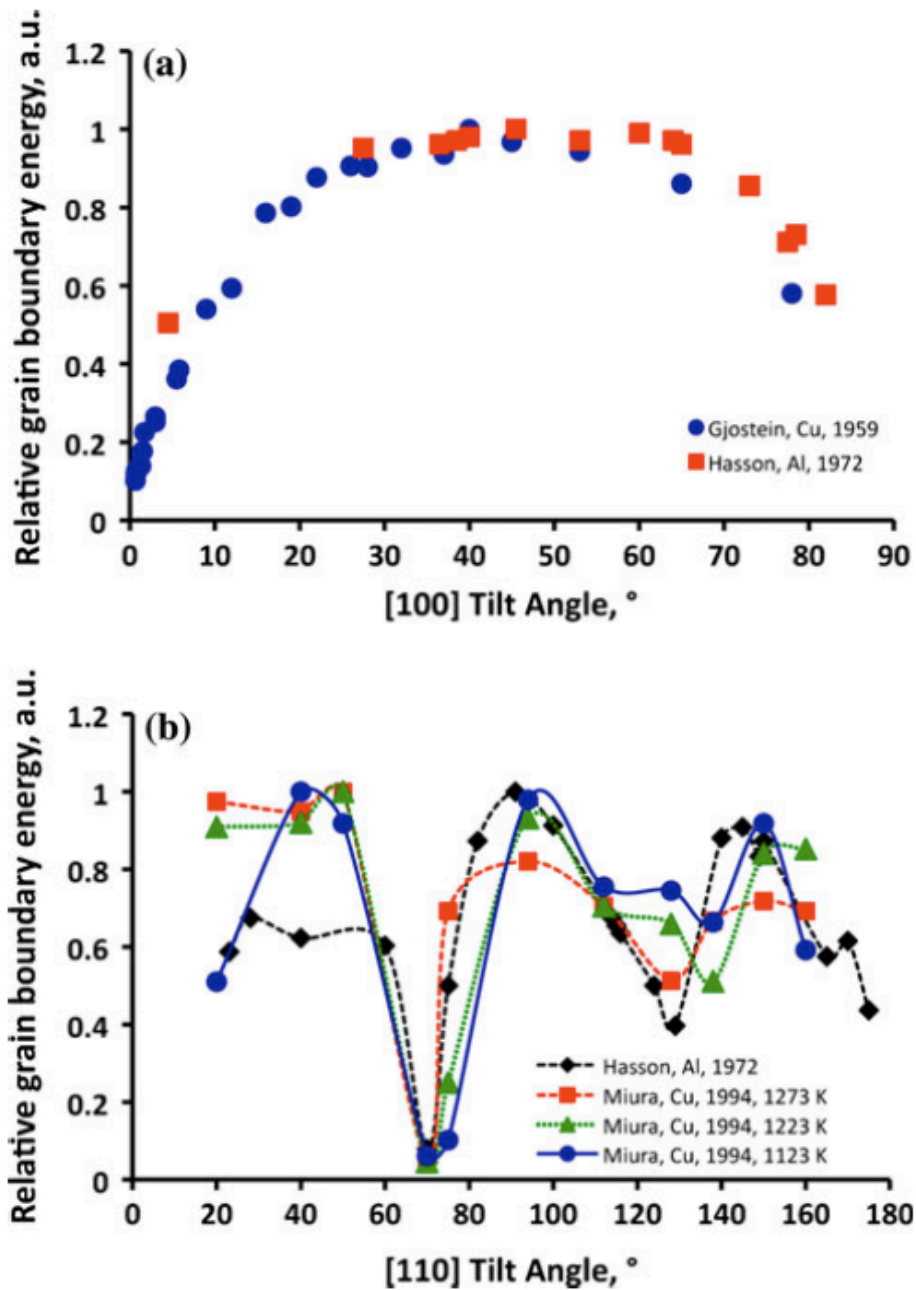 (a)
Relative grain boundary energy, a.u.
1.2
1
0.8
0.6
0.4
0.2
0
0 10 20 30 40 50 60 70 80 90
Gjostein, Cu, 1959
Hasson, Al, 1972
[100] Tilt Angle, °
(b)
Relative grain boundary energy, a.u.
1.2
1
0.8
0.6
0.4
0.2
0
0 20 40 60 80 100 120 140 160 180
Hasson, Al, 1972
Miura, Cu, 1994, 1273 K
Miura, Cu, 1994, 1223 K
Miura, Cu, 1994, 1123 K
[110] Tilt Angle, °